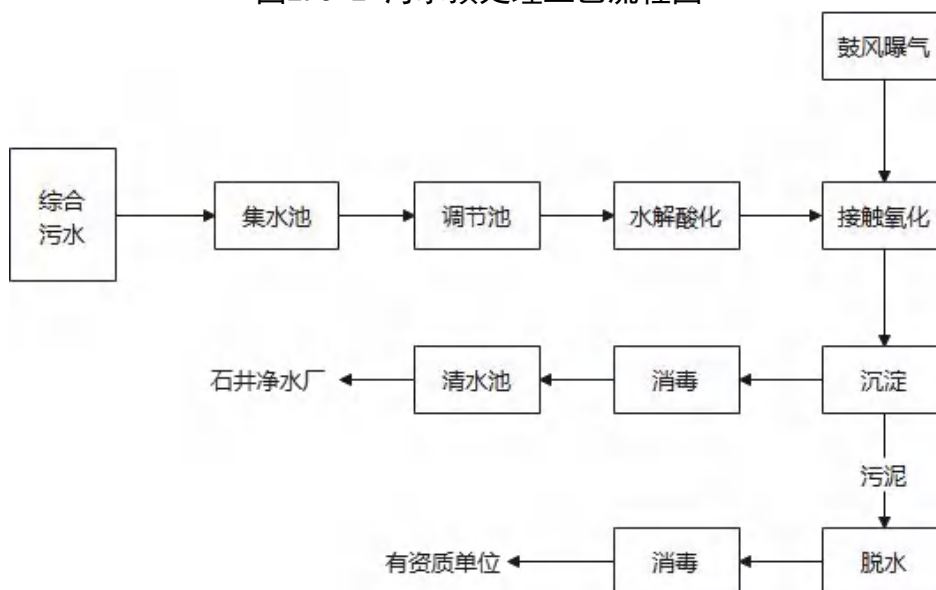 鼓风曝气
综合
污水
集水池
调节池
水解酸化
接触氧化
石井净水厂
清水池
消毒
沉淀
污泥
有资质单位
消毒
脱水